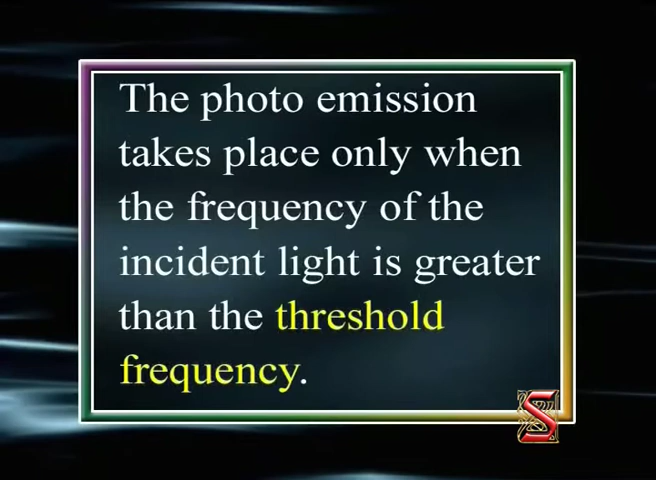 The photo emission
takes place only when
the frequency of the
incident light is greater
than the threshold
frequency.
S